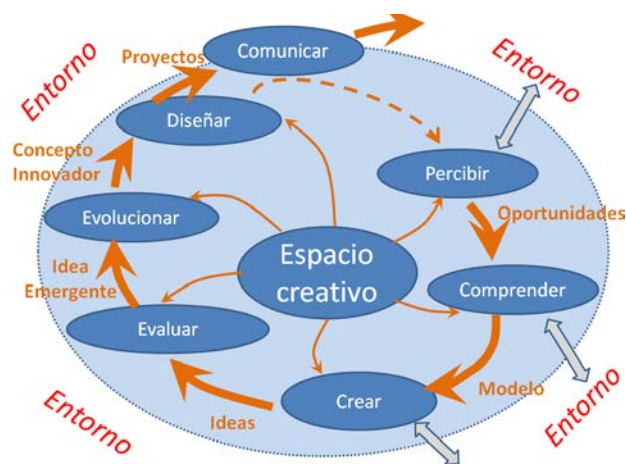 Comunicar
Proyectos
Entorno
Entorno
Diseñar
Concepto
Innovador
Percibir
Oportunidades
Evolucionar
Espacio
creativo
Idea
Emergente
Comprender
Evaluar
Modelo
Crear
Ideas
Entorno
Entorno